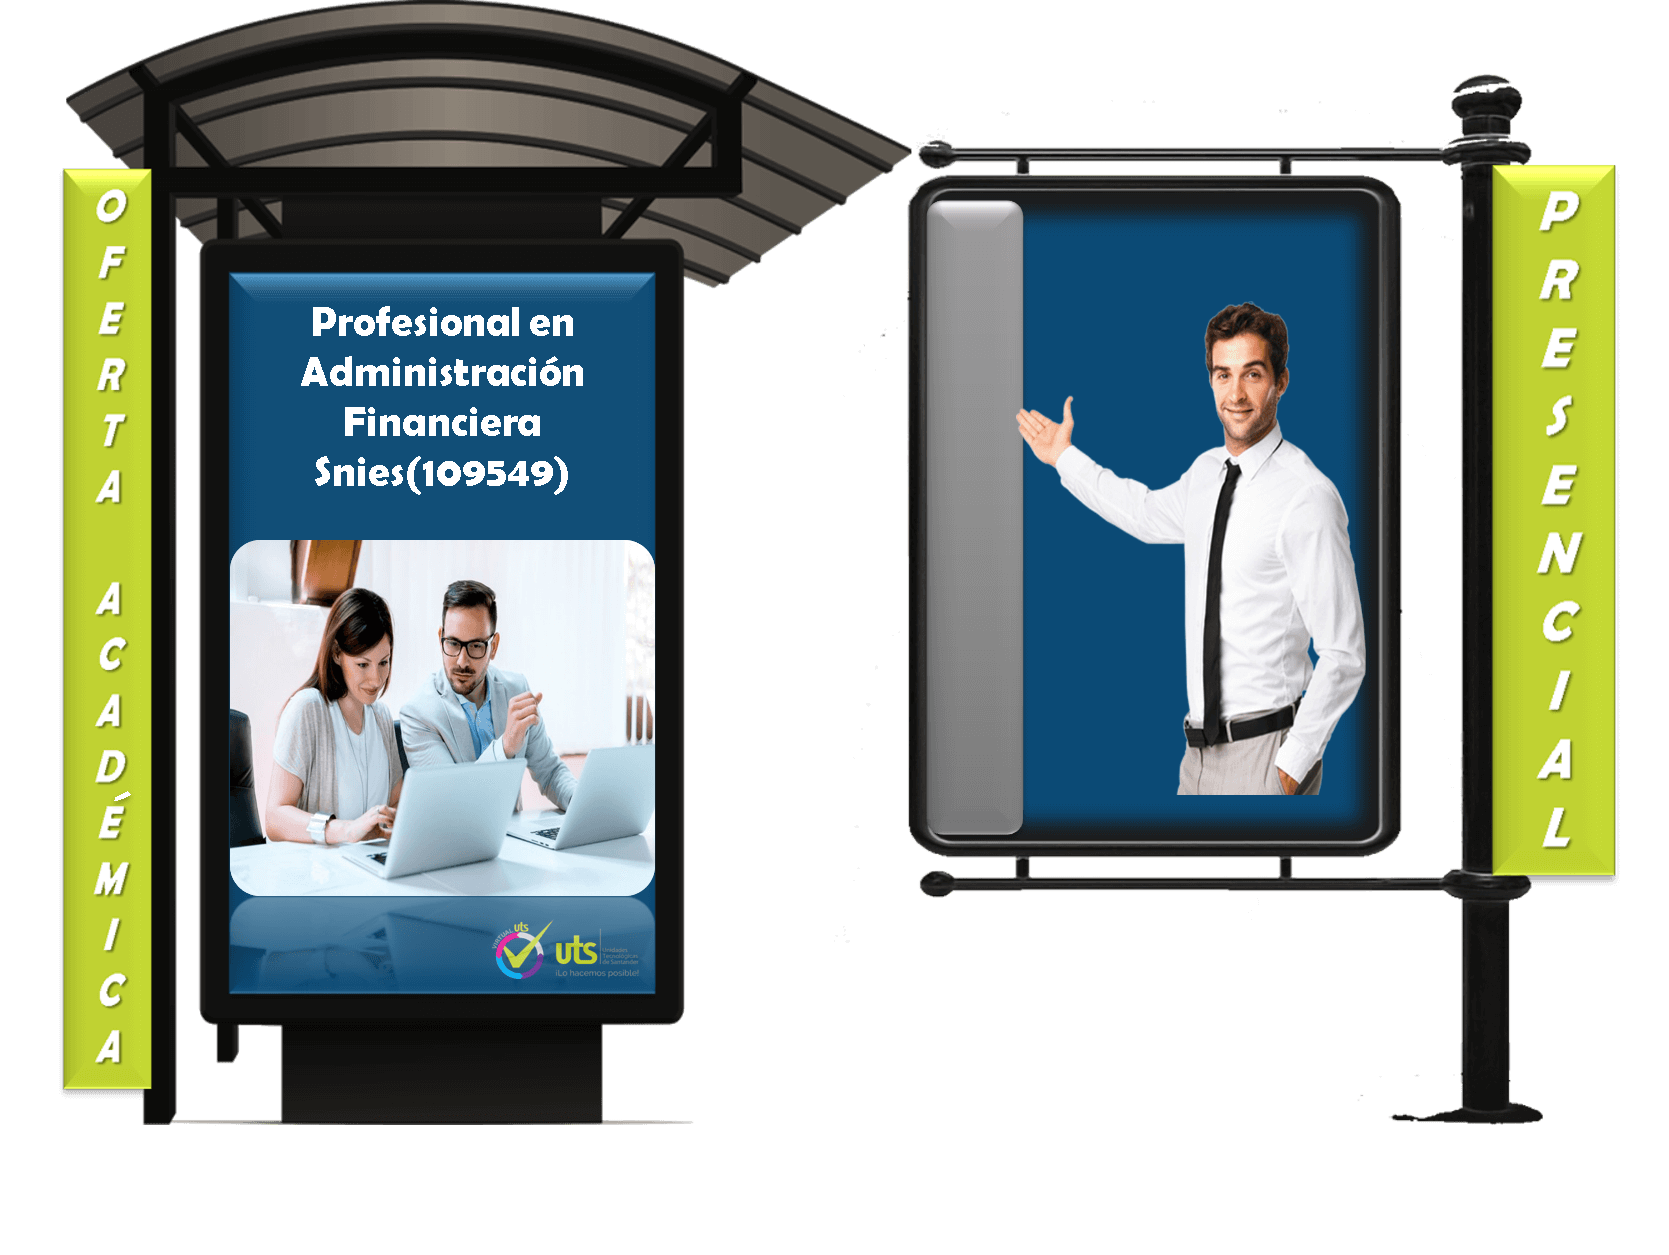 OFERTA ACADÉMICA
Profesional en
Administración
Financiera
Snies(109549)
VIRTUAL uts
uts
Unidades
Tecnológicas
de Santander
¡Lo hacemos posible!
PRESENCIAL